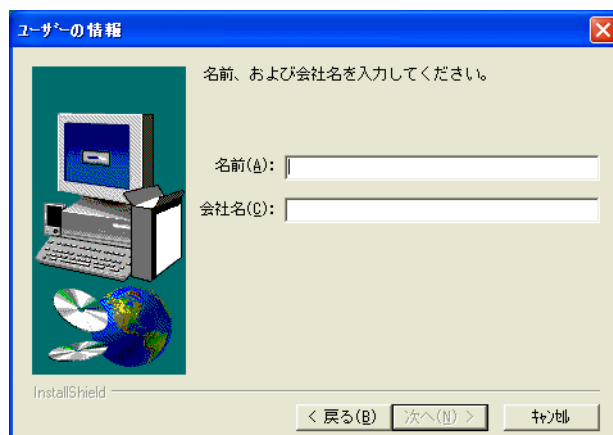 ﾕｰｻﾞｰの情報
名前、および会社名を入力してください。
名前(A):
会社名(C):
InstallShield
< 戻る(B)
次へ(N) >
ｷｬﾝｾﾙ